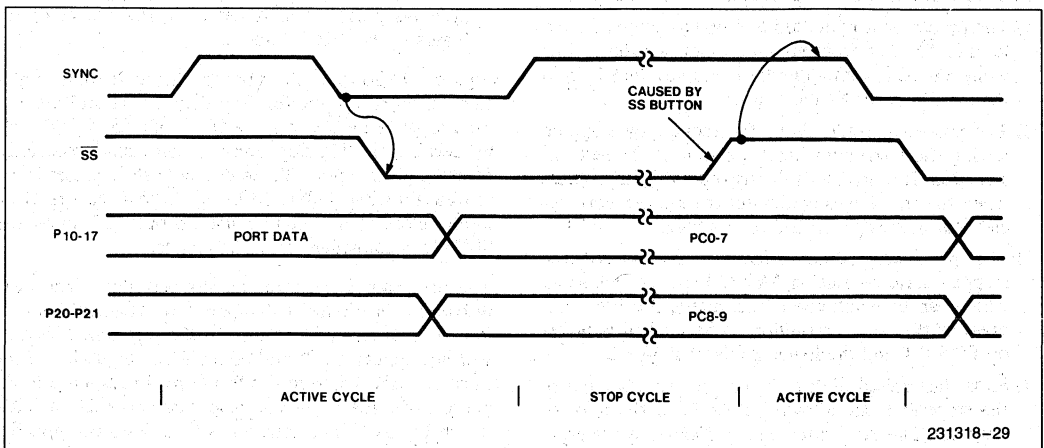 SYNC
CAUSED BY
SS BUTTON
SS
P10-17
PORT DATA
PC0-7
P20-P21
PC8-9
ACTIVE CYCLE
STOP CYCLE
ACTIVE CYCLE
231318-29